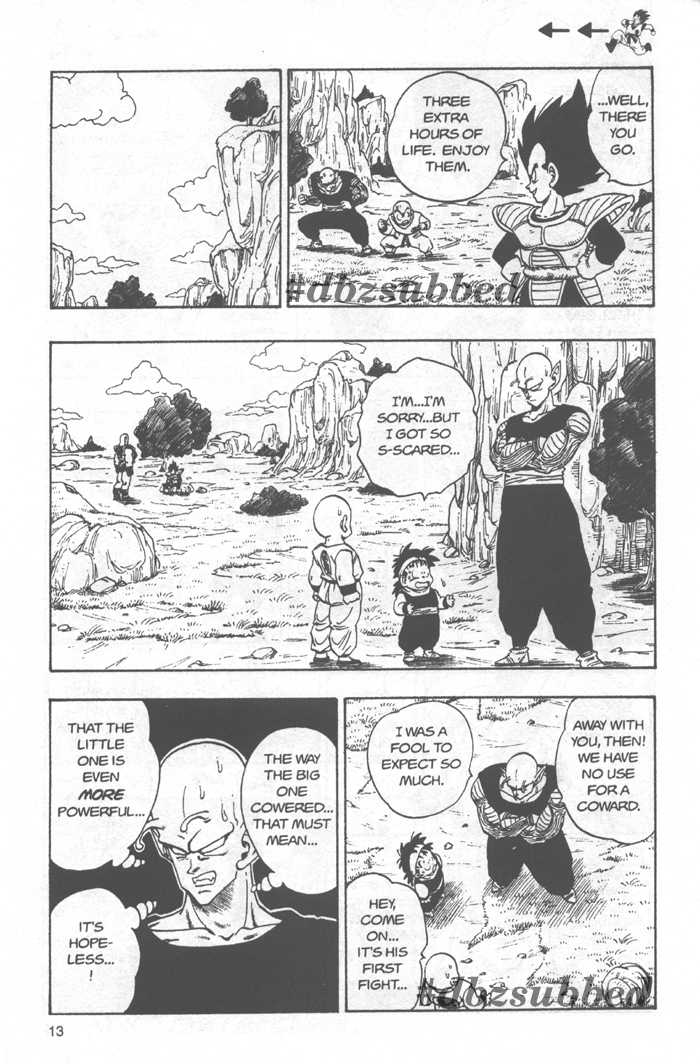 ...WELL,
THERE
YOU
GO.
THREE
EXTRA
HOURS OF
LIFE. ENJOY
THEM.
#dbzsubbed
I'M...I'M
SORRY...BUT
I GOT SO
S-SCARED...
AWAY WITH
YOU, THEN!
WE HAVE
NO USE
FOR A
COWARD.
I WAS A
FOOL TO
EXPECT SO
MUCH.
HEY,
COME
ON...
IT'S HIS
FIRST
FIGHT...
#dbzsubbed
THE WAY
THE BIG
ONE
COWERED...
THAT MUST
MEAN...
THAT THE
LITTLE
ONE IS
EVEN
MORE
POWERFUL...
IT'S
HOPE-
LESS...
!
13